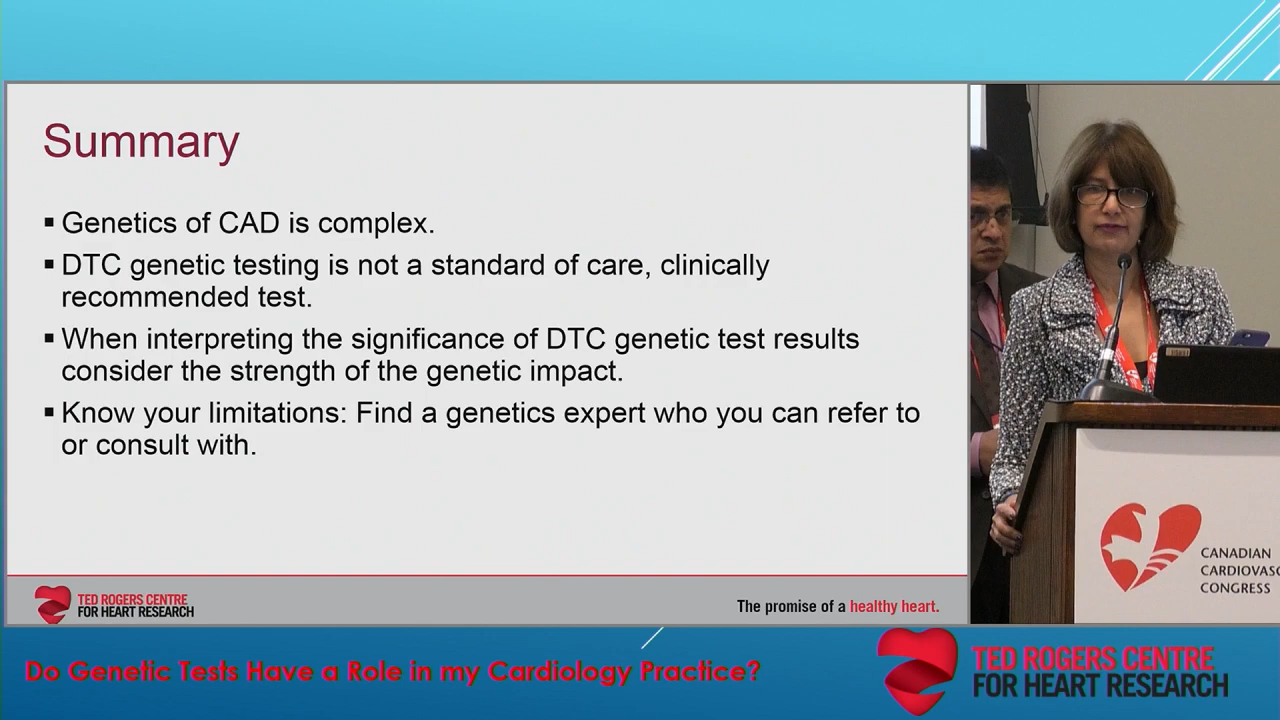 Summary
▪ Genetics of CAD is complex.
▪ DTC genetic testing is not a standard of care, clinically
recommended test.
▪ When interpreting the significance of DTC genetic test results
consider the strength of the genetic impact.
▪ Know your limitations: Find a genetics expert who you can refer to
or consult with.
TED ROGERS CENTRE
FOR HEART RESEARCH
The promise of a healthy heart.
CANADIAN
CARDIOVASC
CONGRESS
Do Genetic Tests Have a Role in my Cardiology Practice?
TED ROGERS CENTRE
FOR HEART RESEARCH